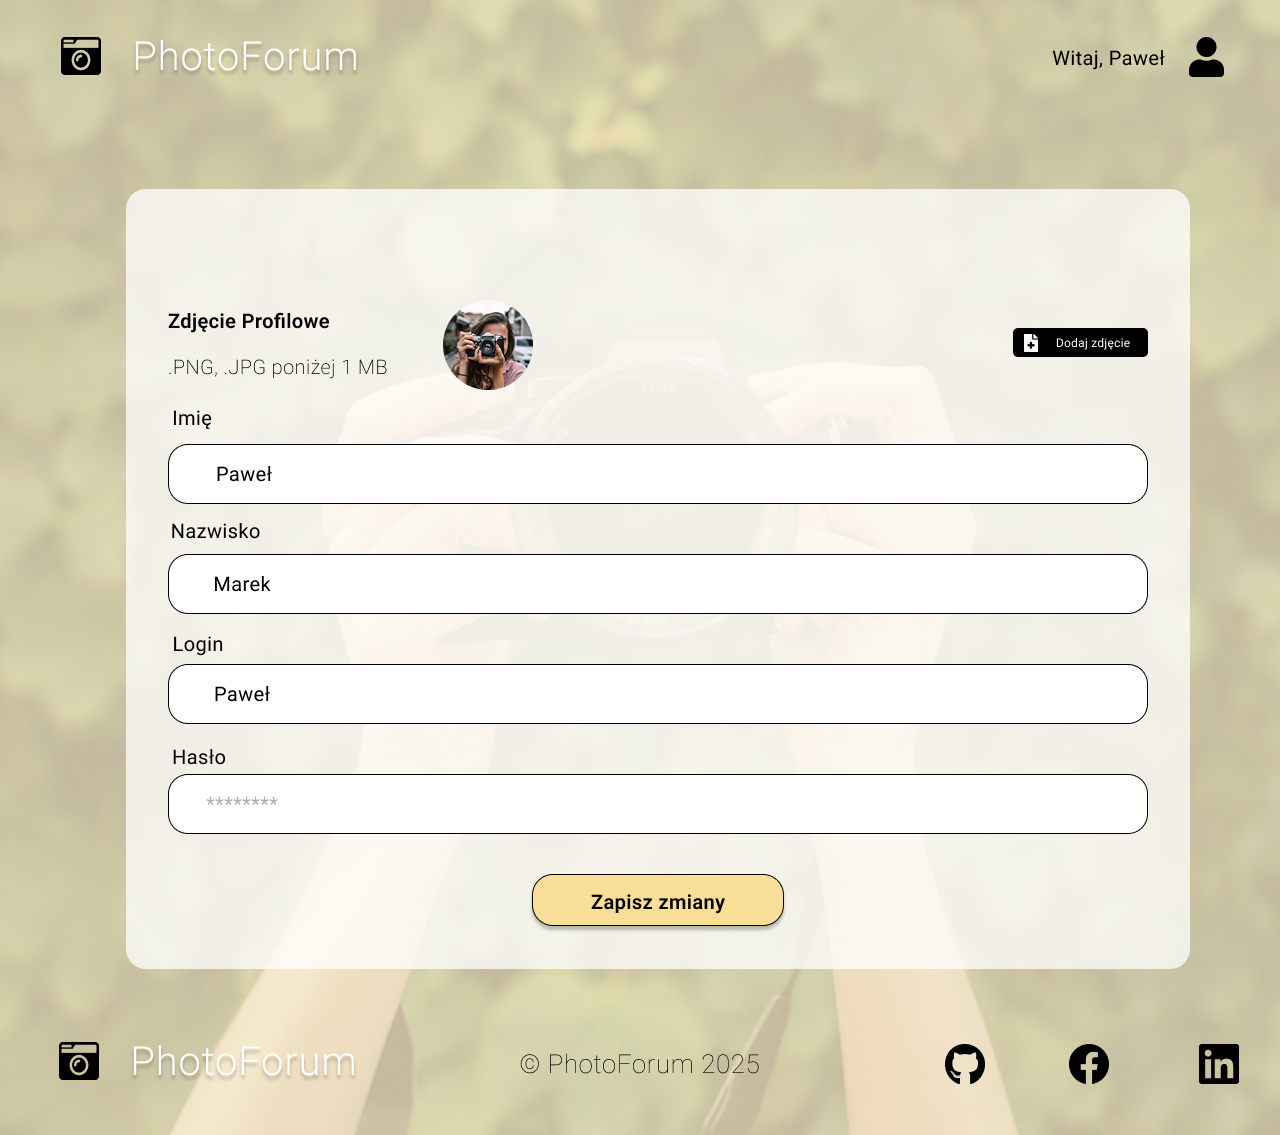 PhotoForum
Witaj, Paweł
Zdjęcie Profilowe
.PNG, .JPG poniżej 1 MB
Dodaj zdjęcie
Imię
Paweł
Nazwisko
Marek
Login
Paweł
Hasło
********
Zapisz zmiany
PhotoForum
© PhotoForum 2025